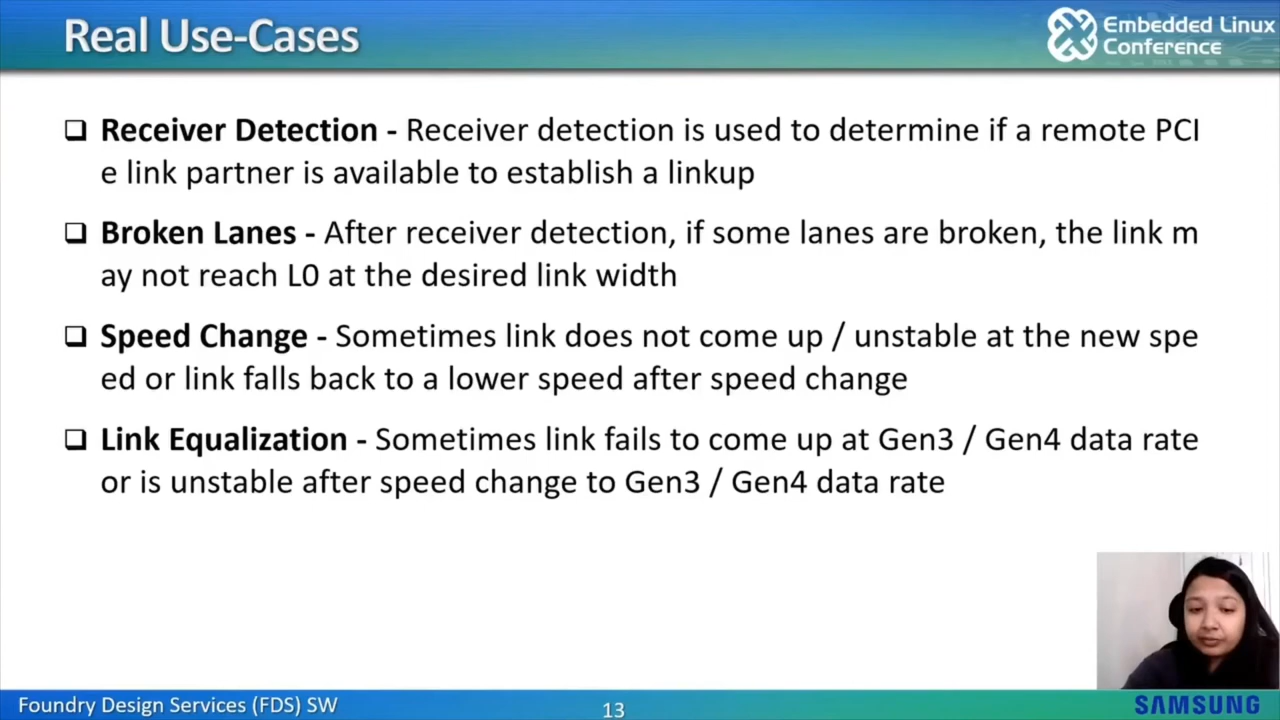 Real Use-Cases
Embedded Linux
Conference
Receiver Detection - Receiver detection is used to determine if a remote PCI
e link partner is available to establish a linkup
Broken Lanes - After receiver detection, if some lanes are broken, the link m
ay not reach L0 at the desired link width
Speed Change - Sometimes link does not come up / unstable at the new spe
ed or link falls back to a lower speed after speed change
Link Equalization - Sometimes link fails to come up at Gen3 / Gen4 data rate
or is unstable after speed change to Gen3 / Gen4 data rate
Foundry Design Services (FDS) SW
13
SAMSUNG